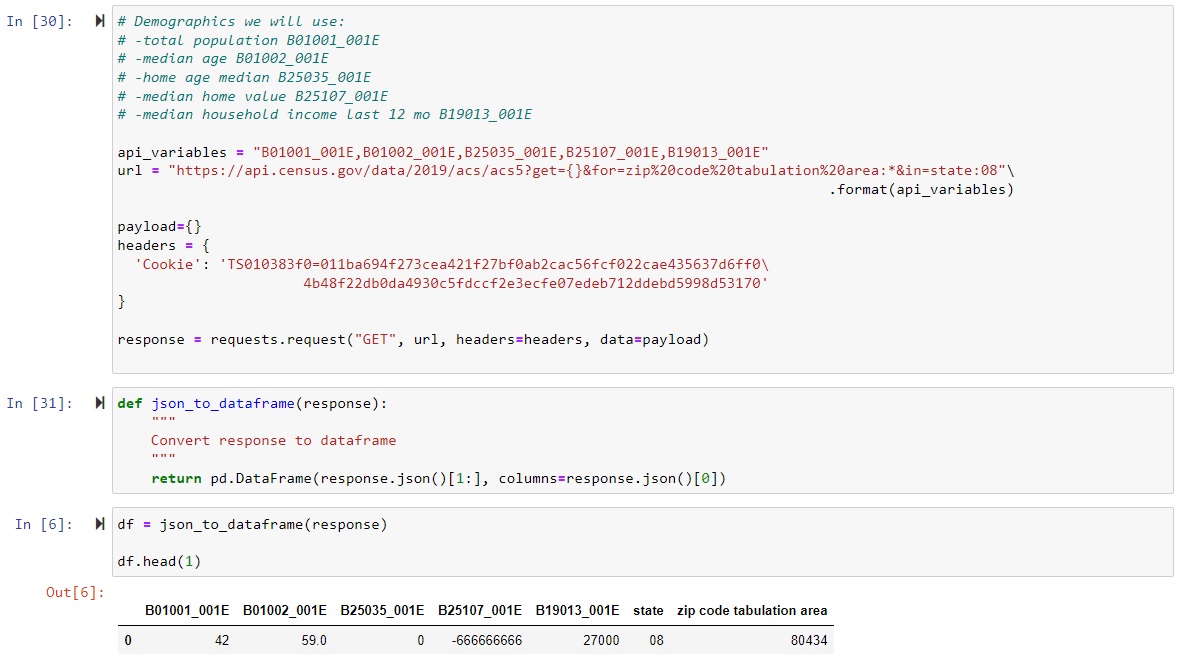 In [30]:
# Demographics we will use:
# -total population B01001_001E
# -median age B01002_001E
# -home age median B25035_001E
# -median home value B25107_001E
# -median household income last 12 mo B19013_001E
api_variables = "B01001_001E,B01002_001E,B25035_001E,B25107_001E,B19013_001E"
url = "https://api.census.gov/data/2019/acs/acs5?get={}&for=zip%20code%20tabulation%20area:*&in=state:08"\
.format(api_variables)
payload={}
headers = {
'Cookie': 'TS010383f0=011ba694f273cea421f27bf0ab2cac56fcf022cae435637d6ff0\
4b48f22db0da4930c5fdccf2e3ecfe07edeb712ddebd5998d53170'
}
response = requests.request("GET", url, headers=headers, data=payload)
In [31]:
def json_to_dataframe(response):
"""
Convert response to dataframe
"""
return pd.DataFrame(response.json()[1:], columns=response.json()[0])
In [6]:
df = json_to_dataframe(response)
df.head(1)
Out[6]:
B01001_001E B01002_001E B25035_001E B25107_001E B19013_001E state zip code tabulation area
0 42 59.0 0 -666666666 27000 08 80434